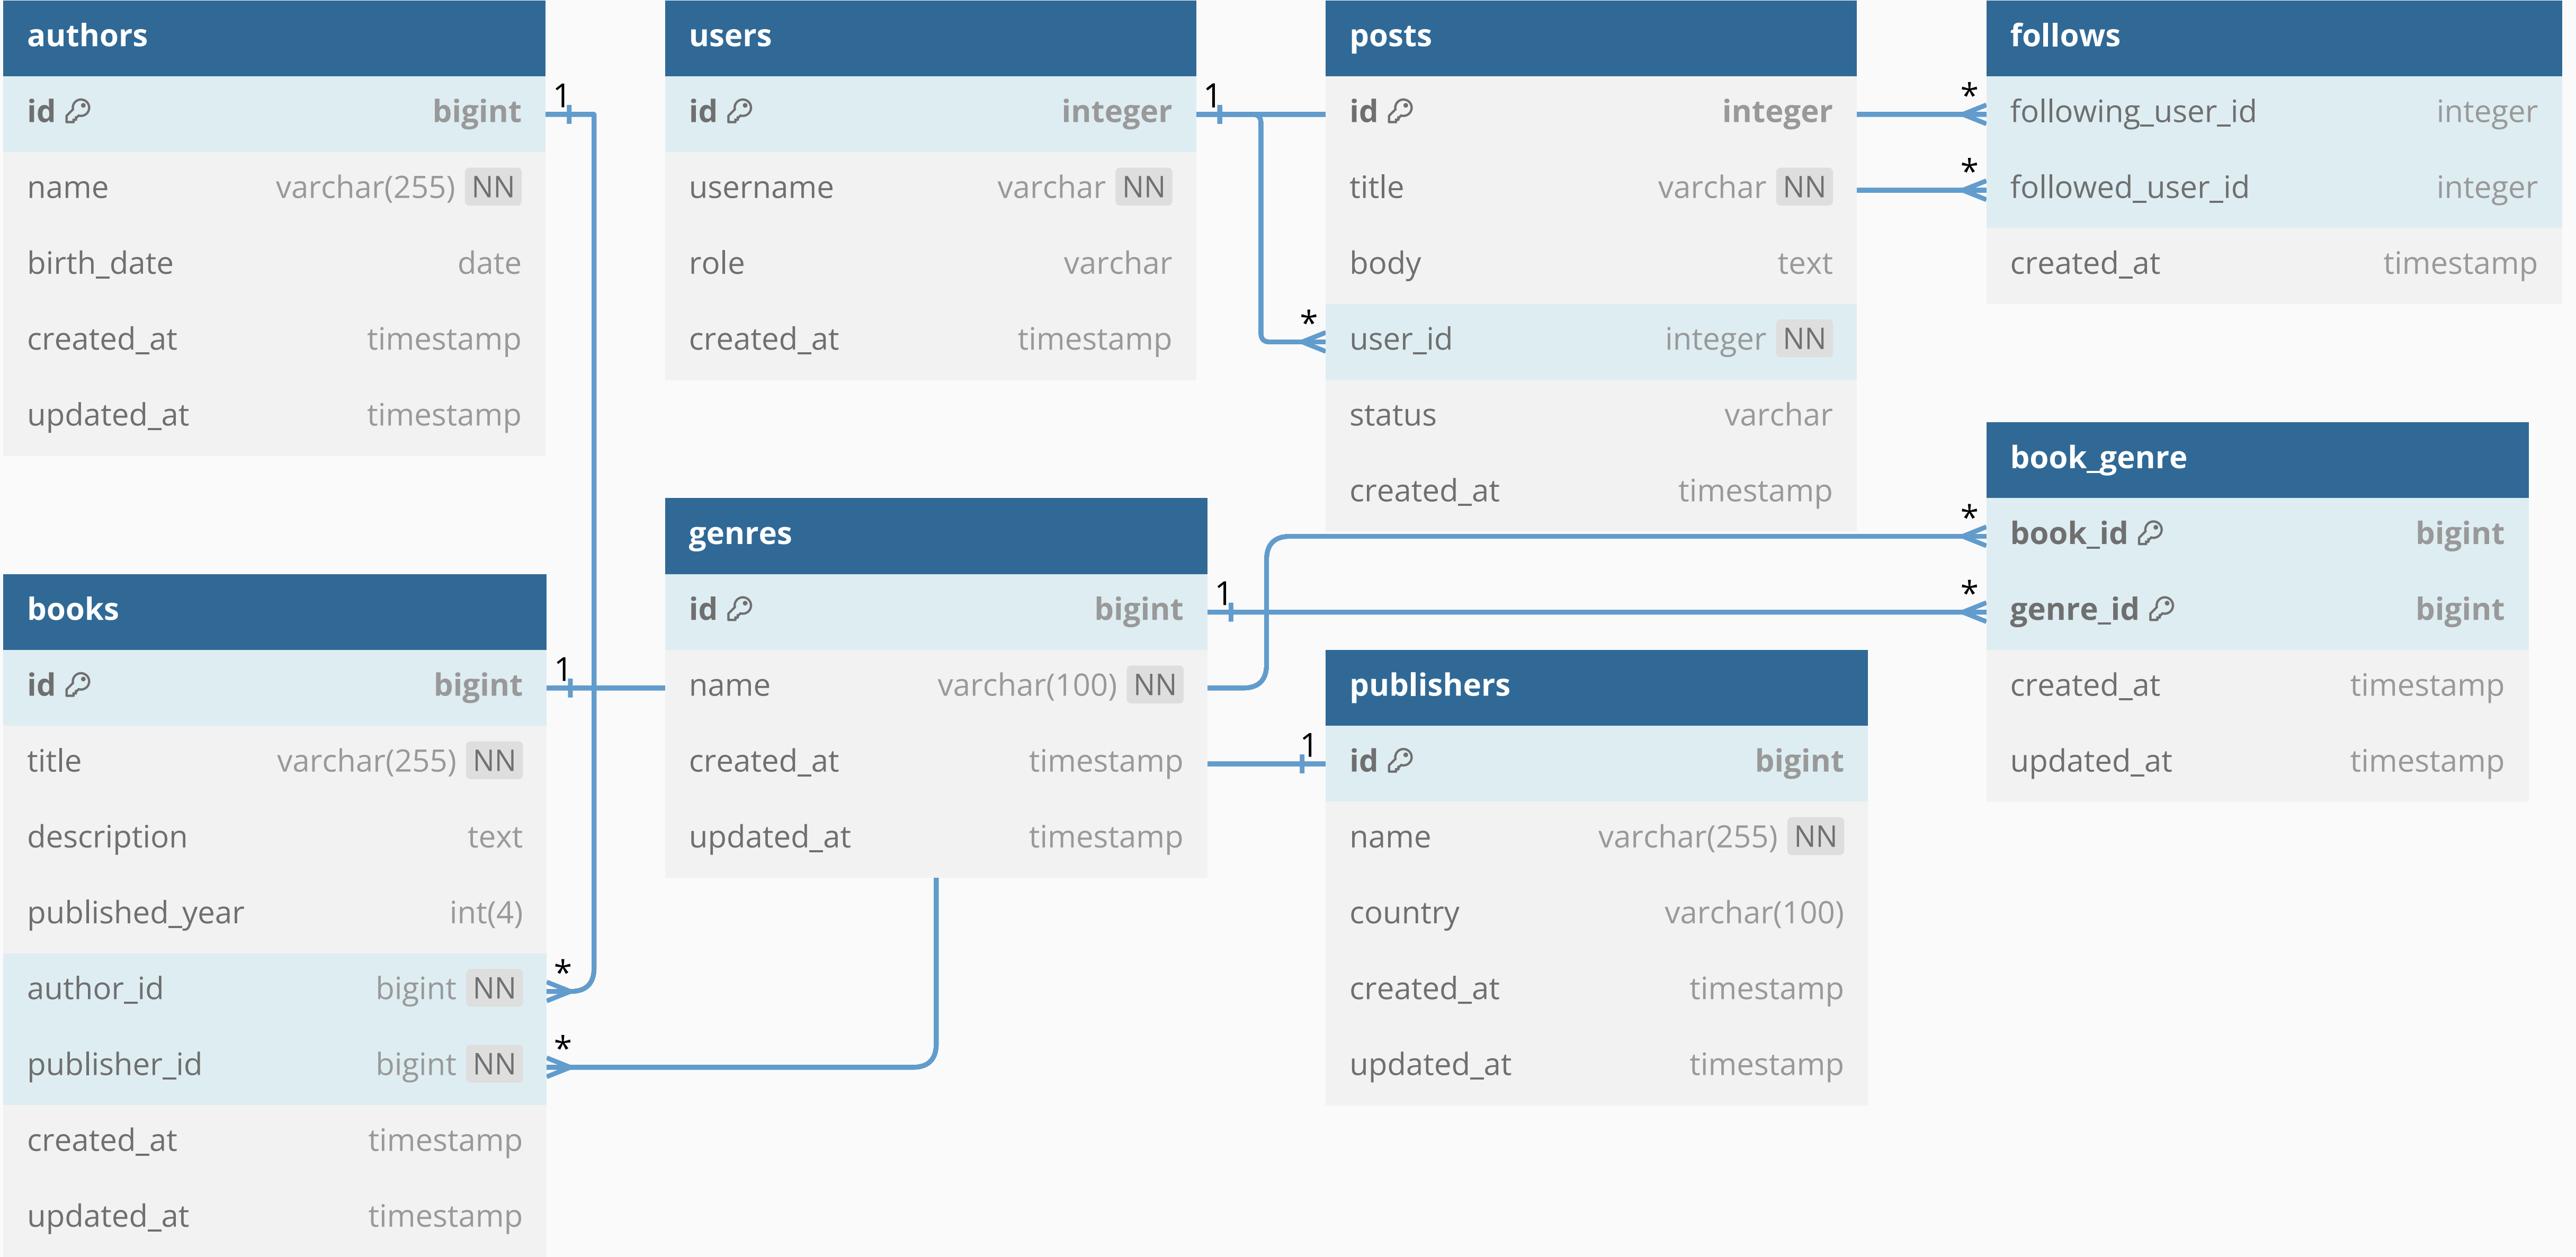 authors
id bigint
name varchar(255) NN
birth_date date
created_at timestamp
updated_at timestamp
users
id integer
username varchar NN
role varchar
created_at timestamp
posts
id integer
title varchar NN
body text
user_id integer NN
status varchar
created_at timestamp
follows
following_user_id integer
followed_user_id integer
created_at timestamp
books
id bigint
title varchar(255) NN
description text
published_year int(4)
author_id bigint NN
publisher_id bigint NN
created_at timestamp
updated_at timestamp
genres
id bigint
name varchar(100) NN
created_at timestamp
updated_at timestamp
publishers
id bigint
name varchar(255) NN
country varchar(100)
created_at timestamp
updated_at timestamp
book_genre
book_id bigint
genre_id bigint
created_at timestamp
updated_at timestamp
1
1
*
*
*
1
*
*
1
1
*
*